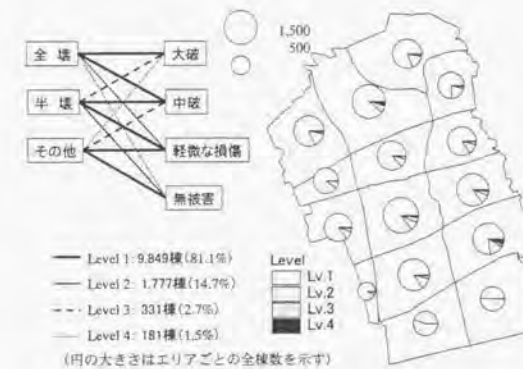 全壊
半壊
その他
大破
中破
軽微な損傷
無被害
1,500
500
Level 1: 9.849棟(81.1%)
Level 2: 1.777棟(14.7%)
Level 3: 331棟(2.7%)
Level 4: 181棟(1.5%)
(円の大きさはエリアごとの全棟数を示す)
Level
Lv.1
Lv.2
Lv.3
Lv.4